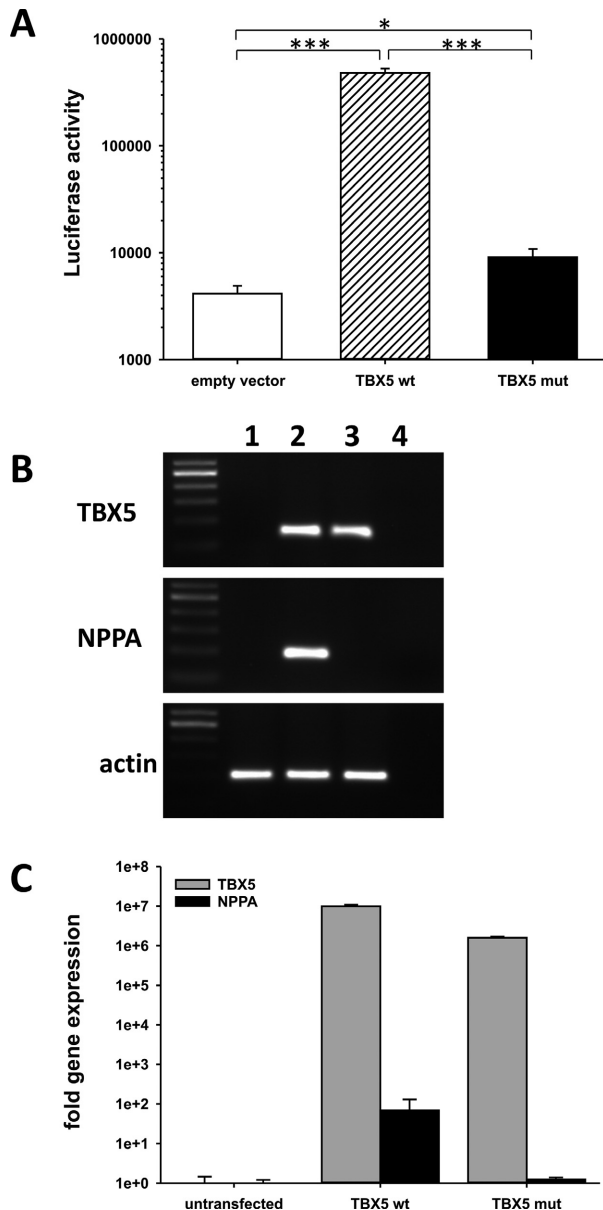 A
*
*** ***
1000000
100000
10000
1000
Luciferase activity
empty vector TBX5 wt TBX5 mut
B
1 2 3 4
TBX5
NPPA
actin
C
1e+8
1e+7
1e+6
1e+5
1e+4
1e+3
1e+2
1e+1
1e+0
fold gene expression
TBX5
NPPA
untransfected TBX5 wt TBX5 mut